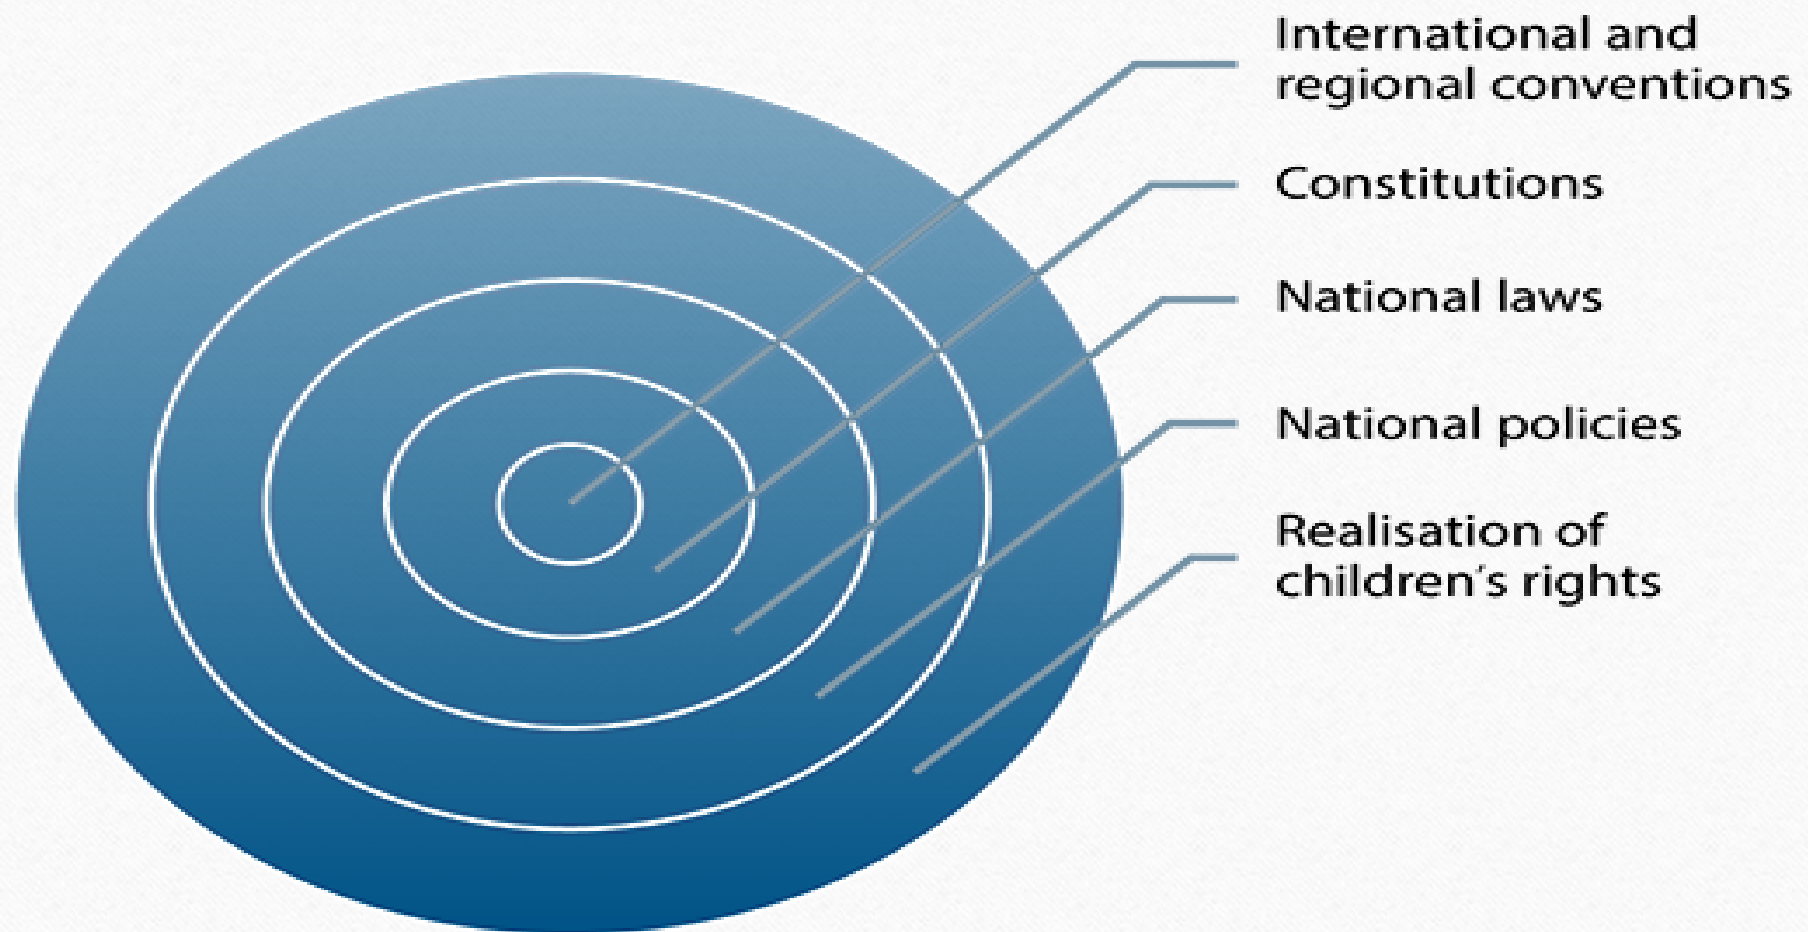 International and
regional conventions
Constitutions
National laws
National policies
Realisation of
children's rights